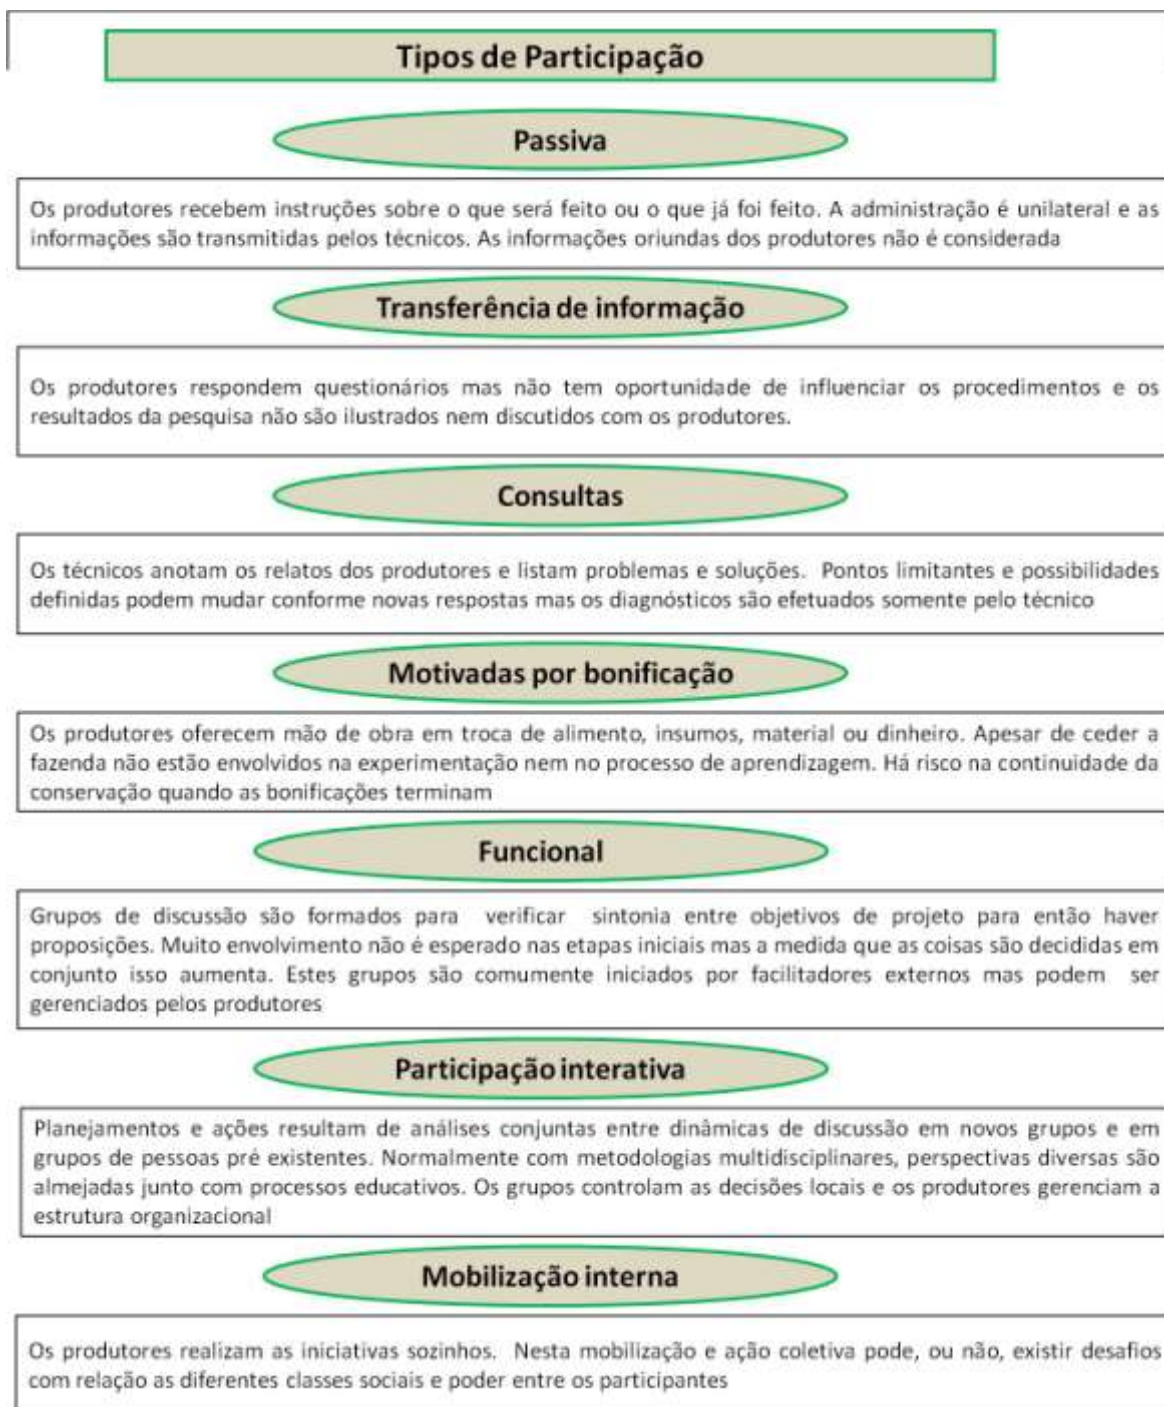 Tipos de Participação
Passiva
Os produtores recebem instruções sobre o que será feito ou o que já foi feito. A administração é unilateral e as
informações são transmitidas pelos técnicos. As informações oriundas dos produtores não é considerada
Transferência de informação
Os produtores respondem questionários mas não tem oportunidade de influenciar os procedimentos e os
resultados da pesquisa não são ilustrados nem discutidos com os produtores.
Consultas
Os técnicos anotam os relatos dos produtores e listam problemas e soluções. Pontos limitantes e possibilidades
definidas podem mudar conforme novas respostas mas os diagnósticos são efetuados somente pelo técnico
Motivadas por bonificação
Os produtores oferecem mão de obra em troca de alimento, insumos, material ou dinheiro. Apesar de ceder a
fazenda não estão envolvidos na experimentação nem no processo de aprendizagem. Há risco na continuidade da
conservação quando as bonificações terminam
Funcional
Grupos de discussão são formados para verificar sintonia entre objetivos de projeto para então haver
proposições. Muito envolvimento não é esperado nas etapas iniciais mas a medida que as coisas são decididas em
conjunto isso aumenta. Estes grupos são comumente iniciados por facilitadores externos mas podem ser
gerenciados pelos produtores
Participação interativa
Planejamentos e ações resultam de análises conjuntas entre dinâmicas de discussão em novos grupos e em
grupos de pessoas pré existentes. Normalmente com metodologias multidisciplinares, perspectivas diversas são
almejadas junto com processos educativos. Os grupos controlam as decisões locais e os produtores gerenciam a
estrutura organizacional
Mobilização interna
Os produtores realizam as iniciativas sozinhos. Nesta mobilização e ação coletiva pode, ou não, existir desafios
com relação as diferentes classes sociais e poder entre os participantes